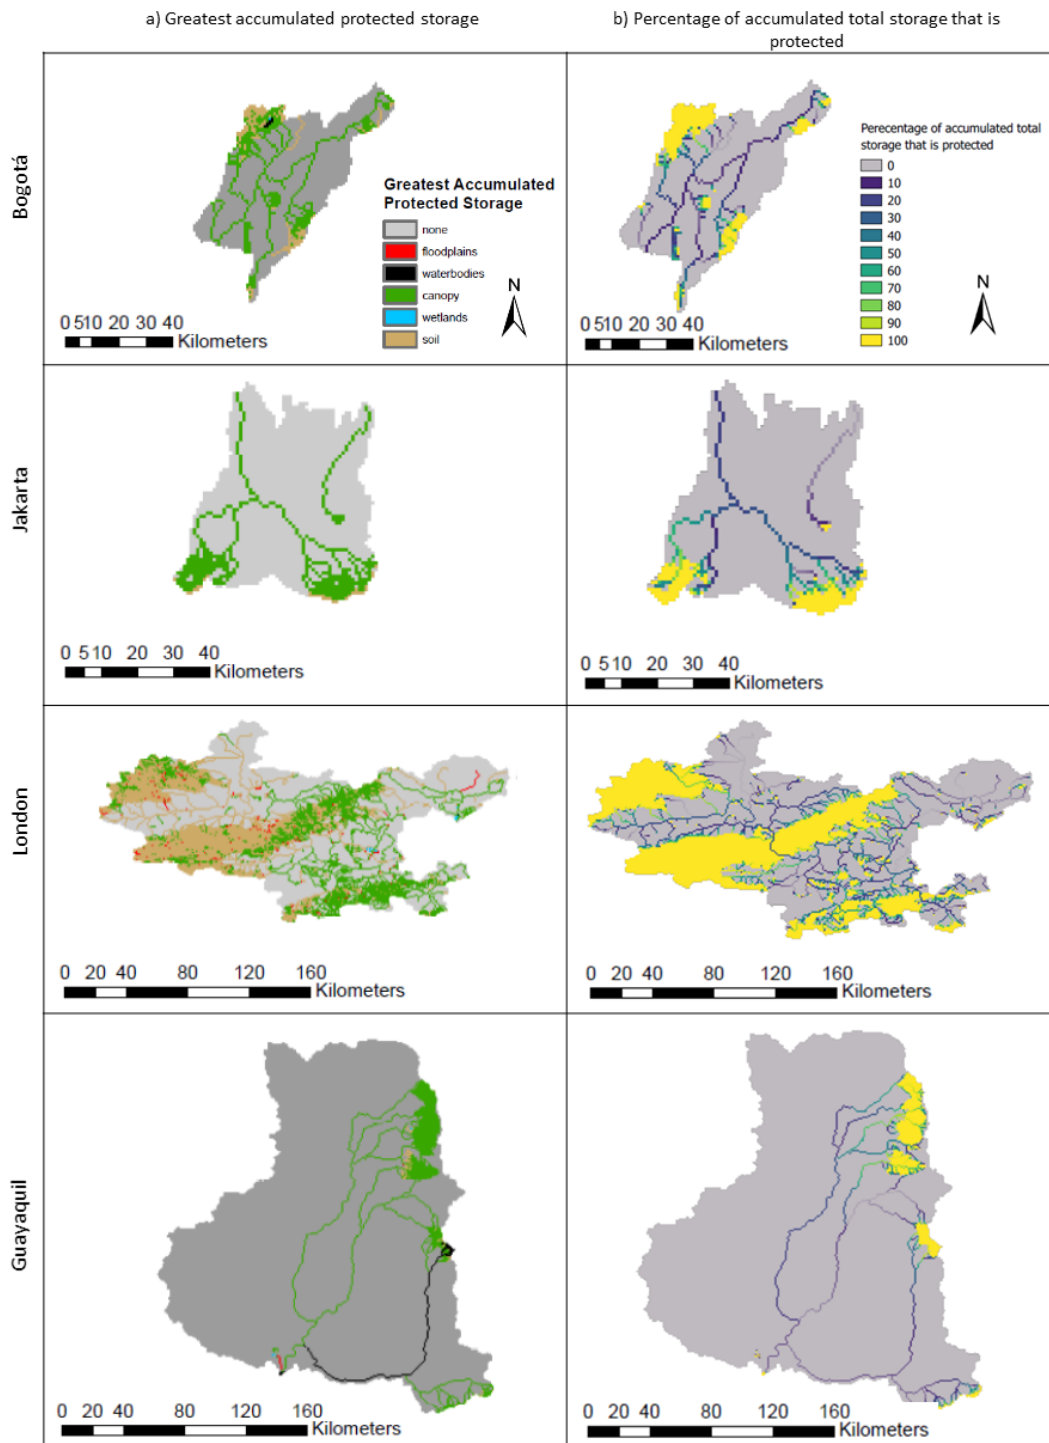 a) Greatest accumulated protected storage
b) Percentage of accumulated total storage that is
protected
Bogotá
Greatest Accumulated
Protected Storage
none
floodplains
waterbodies
canopy
wetlands
soil
N
0 510 20 30 40
Kilometers
Perecentage of accumulated total
storage that is protected
0
10
20
30
40
50
60
70
80
90
100
N
0 510 20 30 40
Kilometers
Jakarta
0 510 20 30 40
Kilometers
0 510 20 30 40
Kilometers
London
0 20 40 80 120 160
Kilometers
0 20 40 80 120 160
Kilometers
Guayaquil
0 20 40 80 120 160
Kilometers
0 20 40 80 120 160
Kilometers